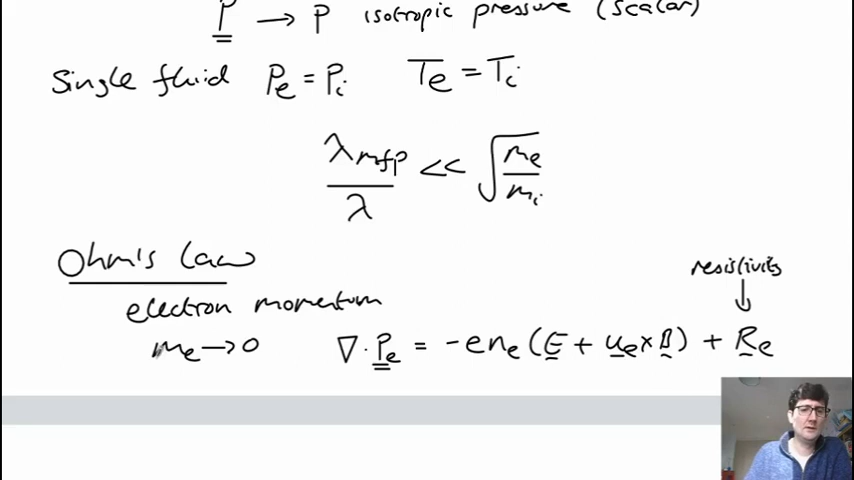 P → P isotropic pressure (scalar)
Single fluid Pe = Pi Te = Ti
λmfp / λ << √(me / mi)
Ohm's law
resistivity
↓
electron momentum
me → 0 ∇ · Pe = -ene (E + ue × B) + Re